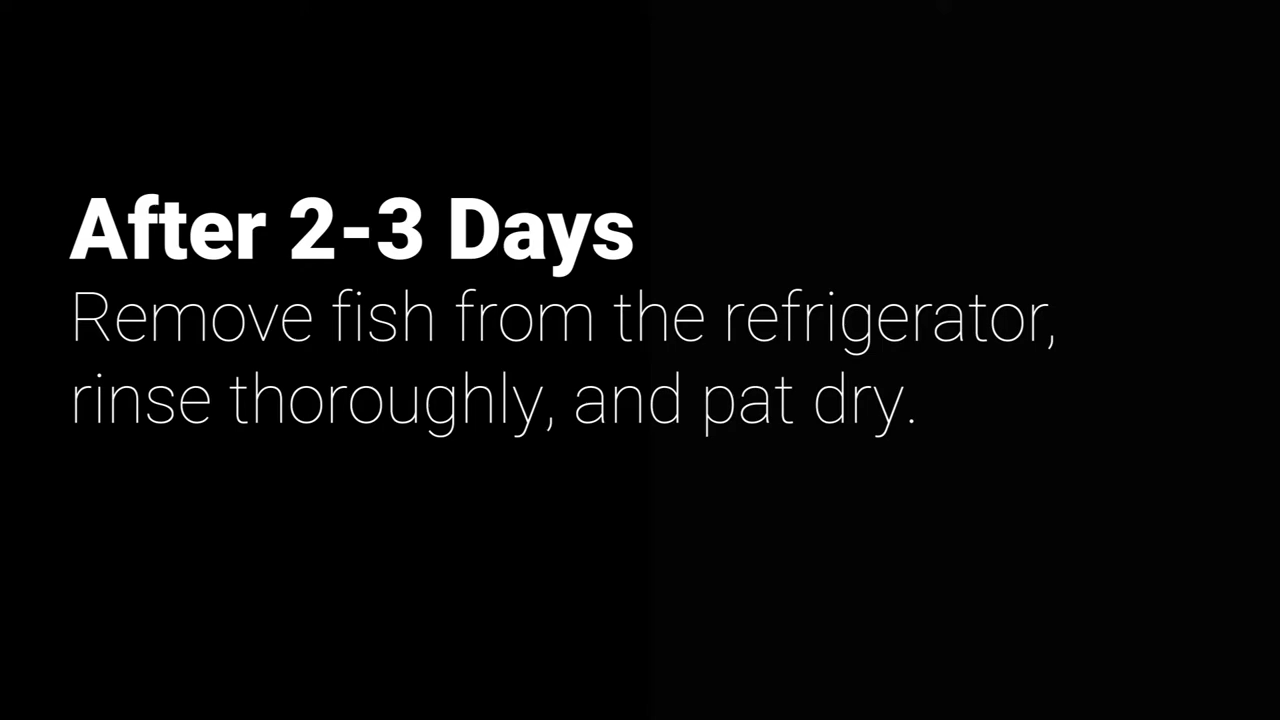 After 2-3 Days
Remove fish from the refrigerator,
rinse thoroughly, and pat dry.